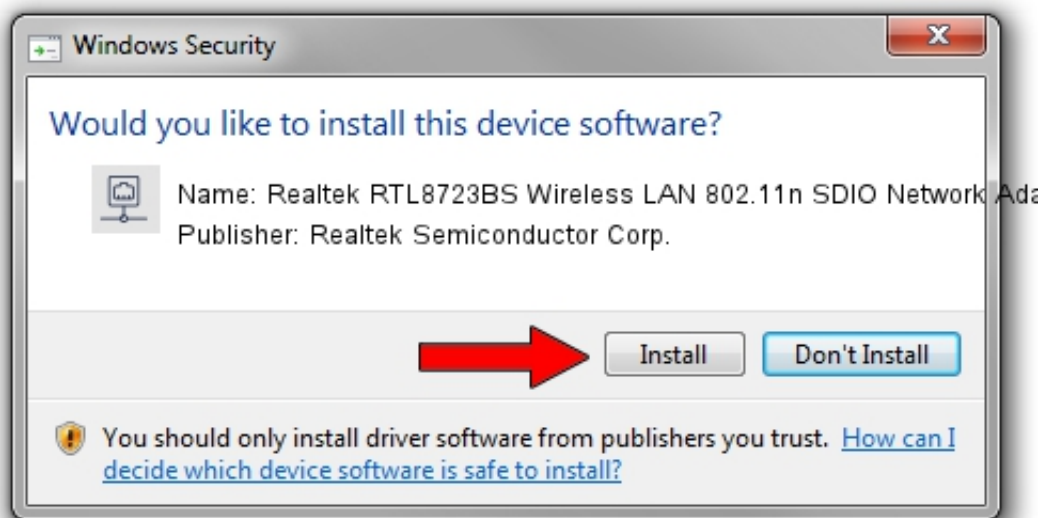 Windows Security
Would you like to install this device software?
Name: Realtek RTL8723BS Wireless LAN 802.11n SDIO Network Ada
Publisher: Realtek Semiconductor Corp.
Install Don't Install
You should only install driver software from publishers you trust. How can I
decide which device software is safe to install?